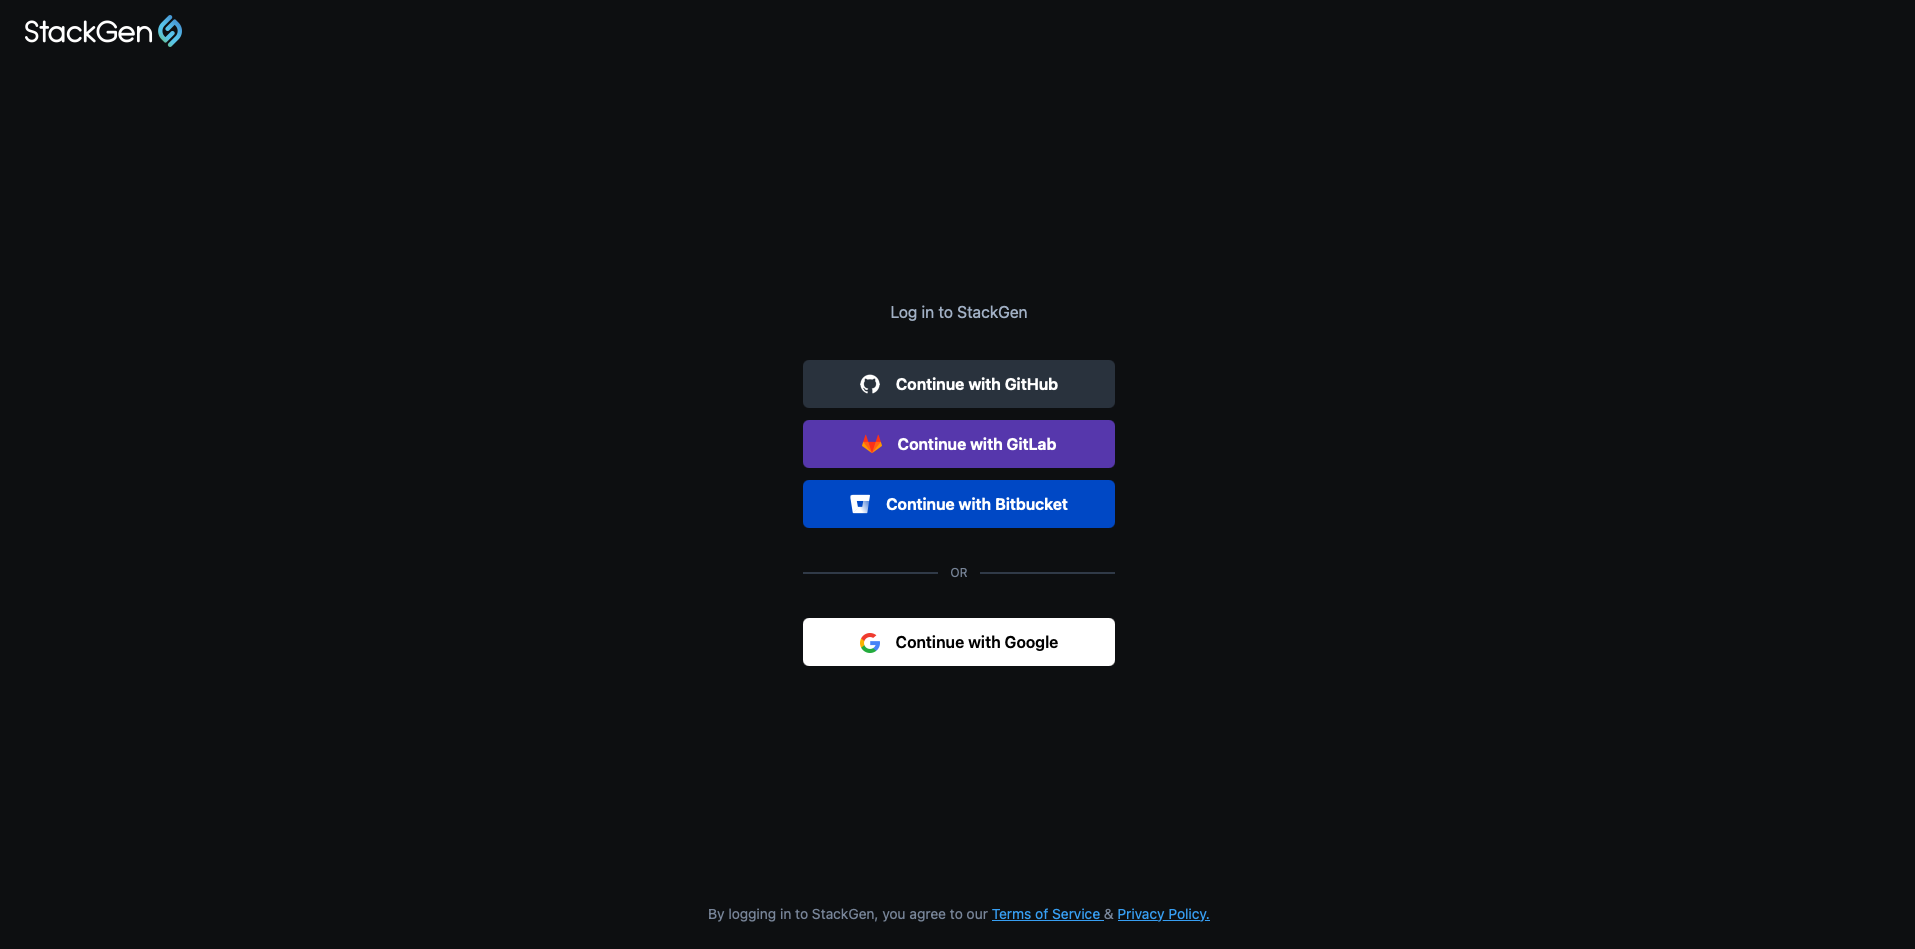 StackGen
Log in to StackGen
Continue with GitHub
Continue with GitLab
Continue with Bitbucket
OR
Continue with Google
By logging in to StackGen, you agree to our Terms of Service & Privacy Policy.